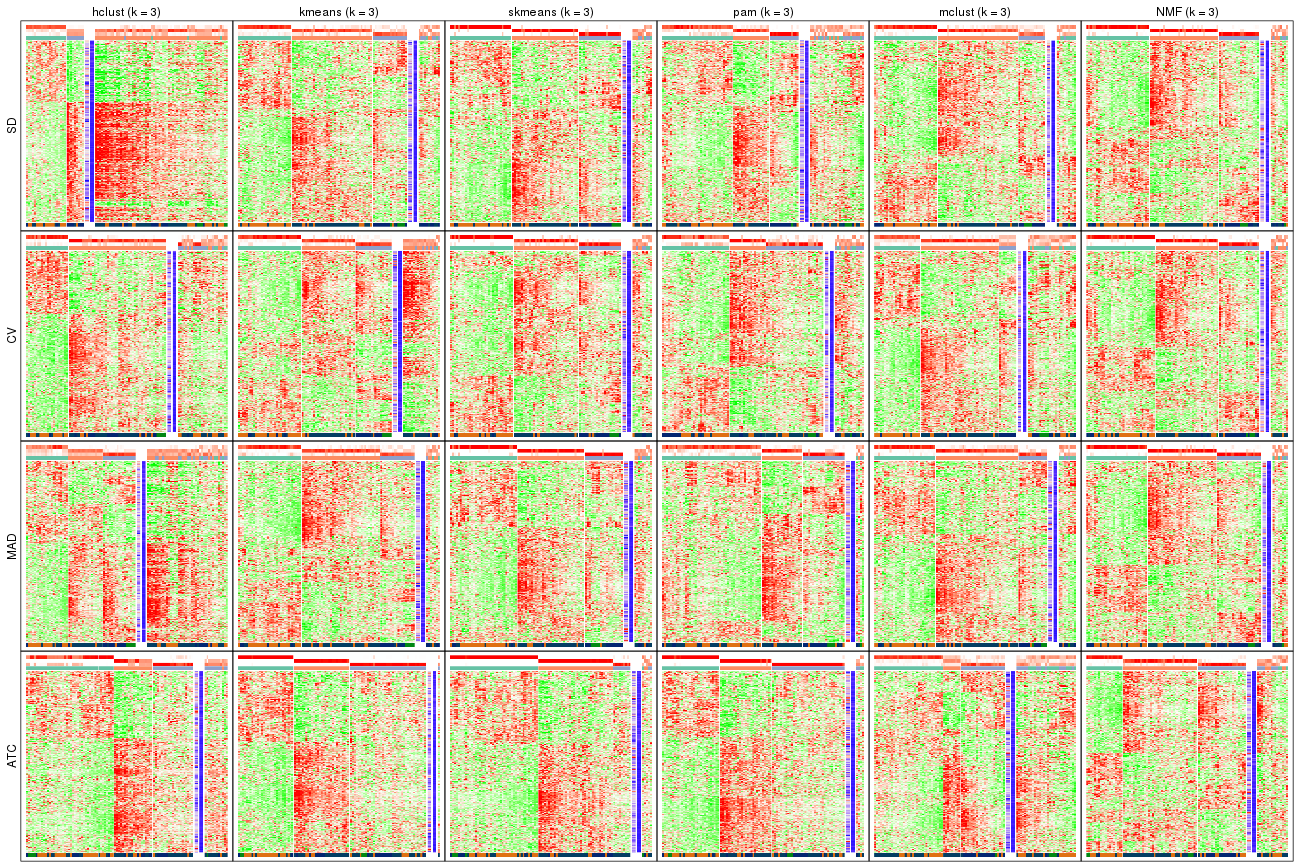 hclust (k = 3) kmeans (k = 3) skmeans (k = 3) pam (k = 3) mclust (k = 3) NMF (k = 3)
SD
CV
MAD
ATC